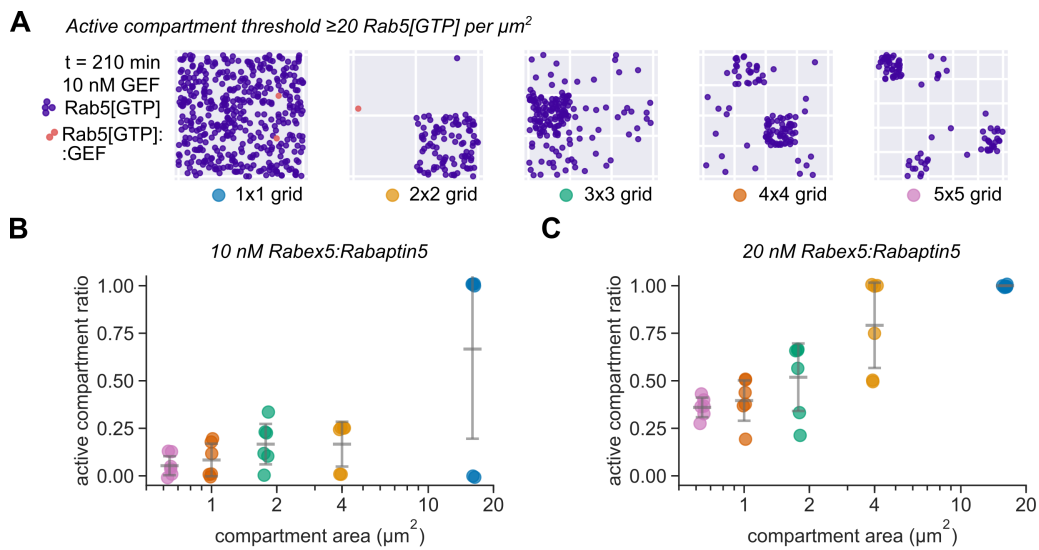 A
Active compartment threshold ≥20 Rab5[GTP] per µm²
t = 210 min
10 nM GEF
Rab5[GTP]
Rab5[GTP]:
:GEF
1x1 grid
2x2 grid
3x3 grid
4x4 grid
5x5 grid
B
10 nM Rabex5:Rabaptin5
active compartment ratio
1.00
0.75
0.50
0.25
0.00
1 2 4 10 20
compartment area (µm²)
C
20 nM Rabex5:Rabaptin5
active compartment ratio
1.00
0.75
0.50
0.25
0.00
1 2 4 10 20
compartment area (µm²)